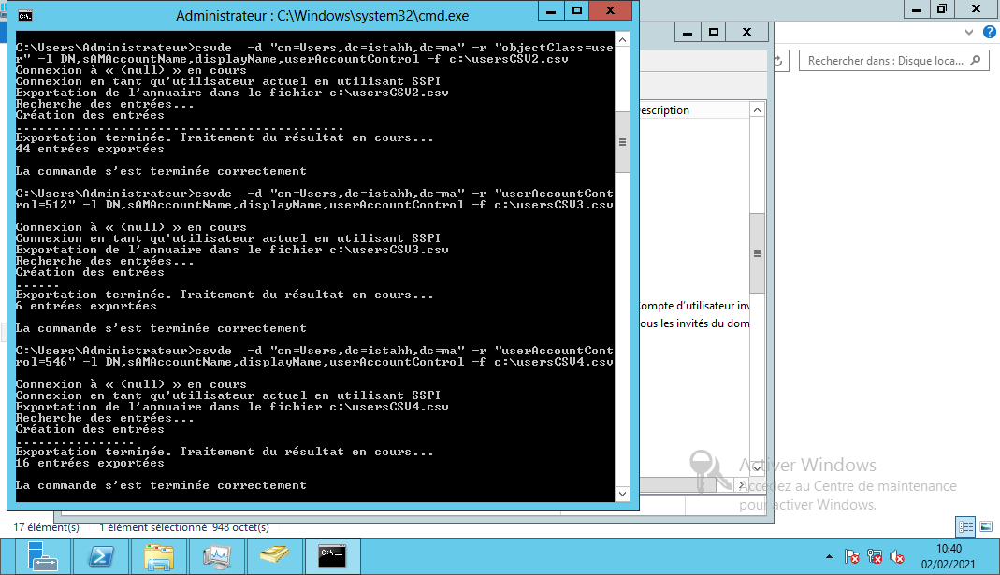 Administrateur : C:\Windows\system32\cmd.exe
C:\Users\Administrateur>csvde  -d "cn=Users,dc=istahh,dc=ma" -r "objectClass=use
r" -l DN,sAMAccountName,displayName,userAccountControl -f c:\usersCSV2.csv
Connexion à « (null) » en cours
Connexion en tant qu'utilisateur actuel en utilisant SSPI
Exportation de l'annuaire dans le fichier c:\usersCSV2.csv
Recherche des entrées...
Création des entrées
............................................
Exportation terminée. Traitement du résultat en cours...
44 entrées exportées
La commande s'est terminée correctement
C:\Users\Administrateur>csvde  -d "cn=Users,dc=istahh,dc=ma" -r "userAccountCont
rol=512" -l DN,sAMAccountName,displayName,userAccountControl -f c:\usersCSV3.csv
Connexion à « (null) » en cours
Connexion en tant qu'utilisateur actuel en utilisant SSPI
Exportation de l'annuaire dans le fichier c:\usersCSV3.csv
Recherche des entrées...
Création des entrées
......
Exportation terminée. Traitement du résultat en cours...
6 entrées exportées
La commande s'est terminée correctement
C:\Users\Administrateur>csvde  -d "cn=Users,dc=istahh,dc=ma" -r "userAccountCont
rol=546" -l DN,sAMAccountName,displayName,userAccountControl -f c:\usersCSV4.csv
Connexion à « (null) » en cours
Connexion en tant qu'utilisateur actuel en utilisant SSPI
Exportation de l'annuaire dans le fichier c:\usersCSV4.csv
Recherche des entrées...
Création des entrées
................
Exportation terminée. Traitement du résultat en cours...
16 entrées exportées
La commande s'est terminée correctement
Rechercher dans : Disque loca...
escription
ompte d'utilisateur inv
ous les invités du dom
Activer Windows
Accédez au Centre de maintenance
pour activer Windows.
17 élément(s)
1 élément sélectionné  948 octet(s)
10:40
02/02/2021